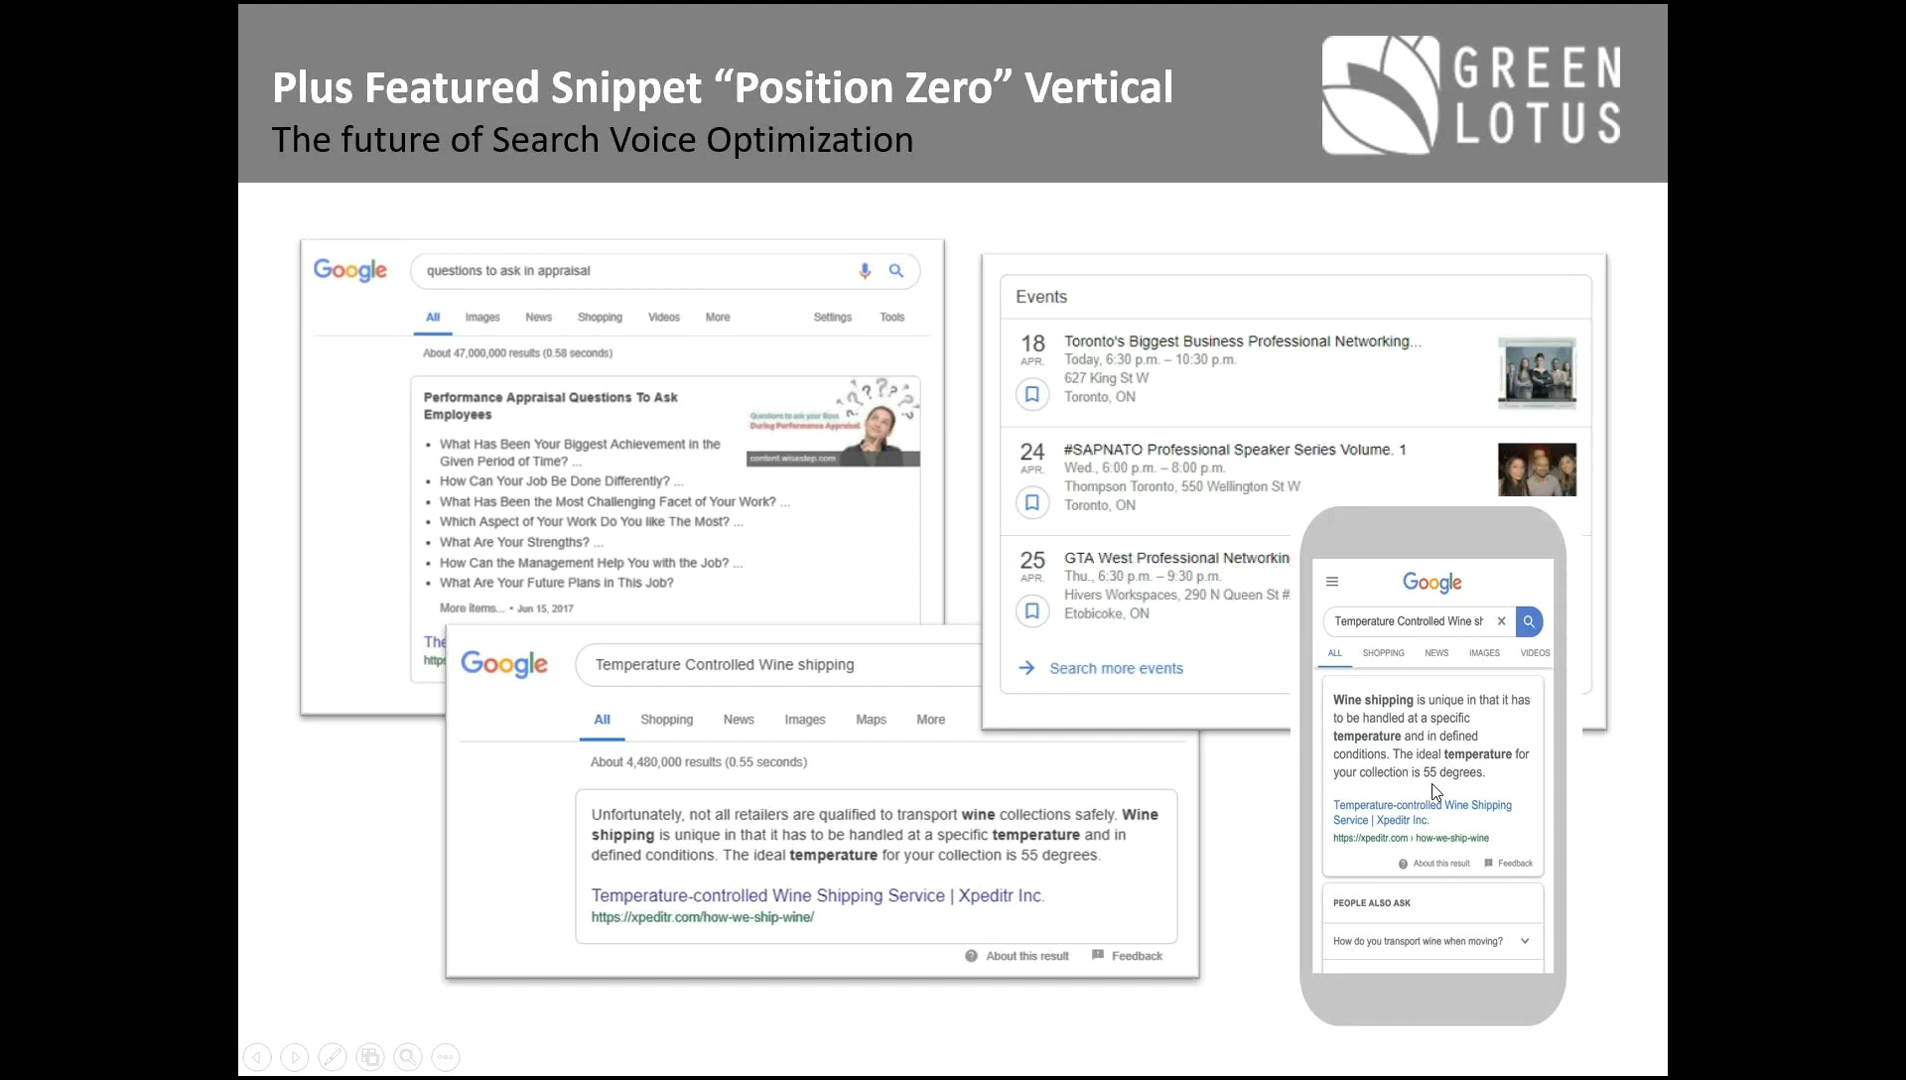 Plus Featured Snippet “Position Zero” Vertical
The future of Search Voice Optimization
GREEN
LOTUS
Google
questions to ask in appraisal
All Images News Shopping Videos More Settings Tools
About 47,000,000 results (0.58 seconds)
Performance Appraisal Questions To Ask
Employees
Questions to ask your Boss
During Performance Appraisal
content.wisestep.com
• What Has Been Your Biggest Achievement in the
Given Period of Time? ...
• How Can Your Job Be Done Differently? ...
• What Has Been the Most Challenging Facet of Your Work? ...
• Which Aspect of Your Work Do You like The Most? ...
• What Are Your Strengths? ...
• How Can the Management Help You with the Job? ...
• What Are Your Future Plans in This Job?
More items... • Jun 15, 2017
The
https
Google
Temperature Controlled Wine shipping
All Shopping News Images Maps More
About 4,480,000 results (0.55 seconds)
Unfortunately, not all retailers are qualified to transport wine collections safely. Wine
shipping is unique in that it has to be handled at a specific temperature and in
defined conditions. The ideal temperature for your collection is 55 degrees.
Temperature-controlled Wine Shipping Service | Xpeditr Inc.
https://xpeditr.com/how-we-ship-wine/
About this result Feedback
Events
18 Toronto's Biggest Business Professional Networking...
APR. Today, 6:30 p.m. – 10:30 p.m.
627 King St W
Toronto, ON
24 #SAPNATO Professional Speaker Series Volume. 1
APR. Wed., 6:00 p.m. – 8:00 p.m.
Thompson Toronto, 550 Wellington St W
Toronto, ON
25 GTA West Professional Networkin
APR. Thu., 6:30 p.m. – 9:30 p.m.
Hivers Workspaces, 290 N Queen St #
Etobicoke, ON
Search more events
Google
Temperature Controlled Wine sh
ALL SHOPPING NEWS IMAGES VIDEOS
Wine shipping is unique in that it has
to be handled at a specific
temperature and in defined
conditions. The ideal temperature for
your collection is 55 degrees.
Temperature-controlled Wine Shipping
Service | Xpeditr Inc.
https://xpeditr.com › how-we-ship-wine
About this result Feedback
PEOPLE ALSO ASK
How do you transport wine when moving?